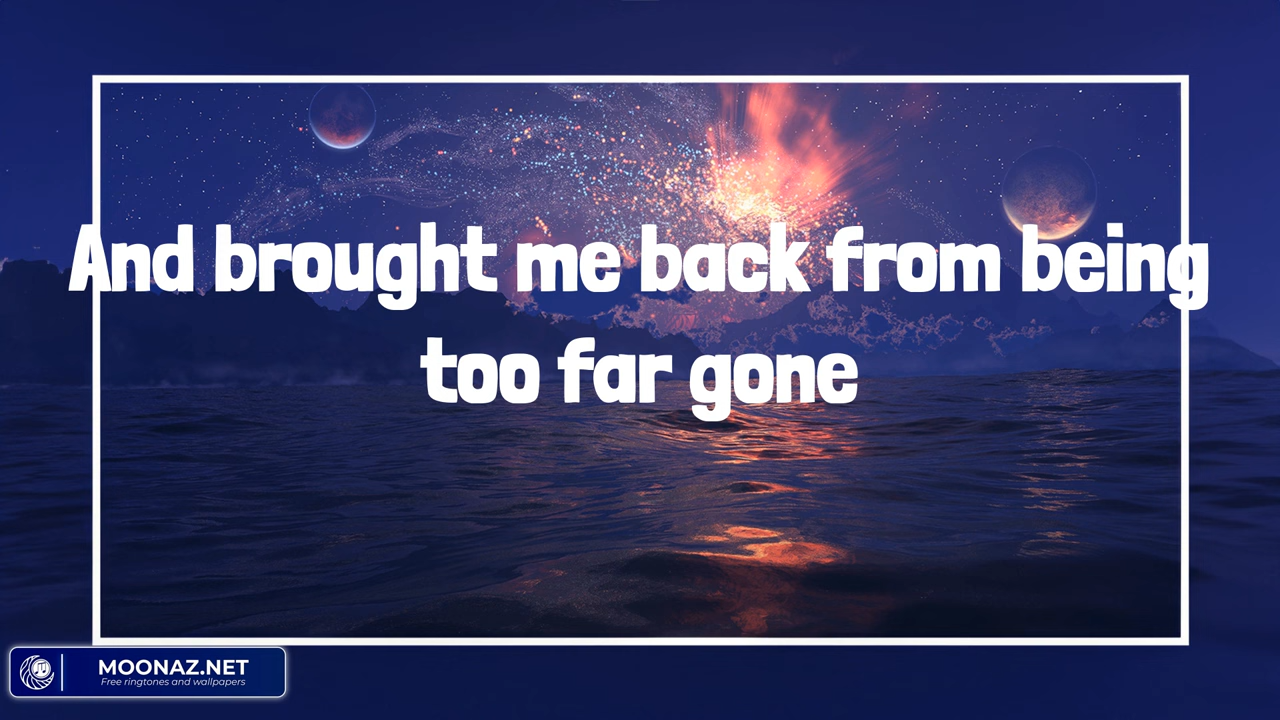 And brought me back from being
too far gone
MOONAZ.NET
Free ringtones and wallpapers